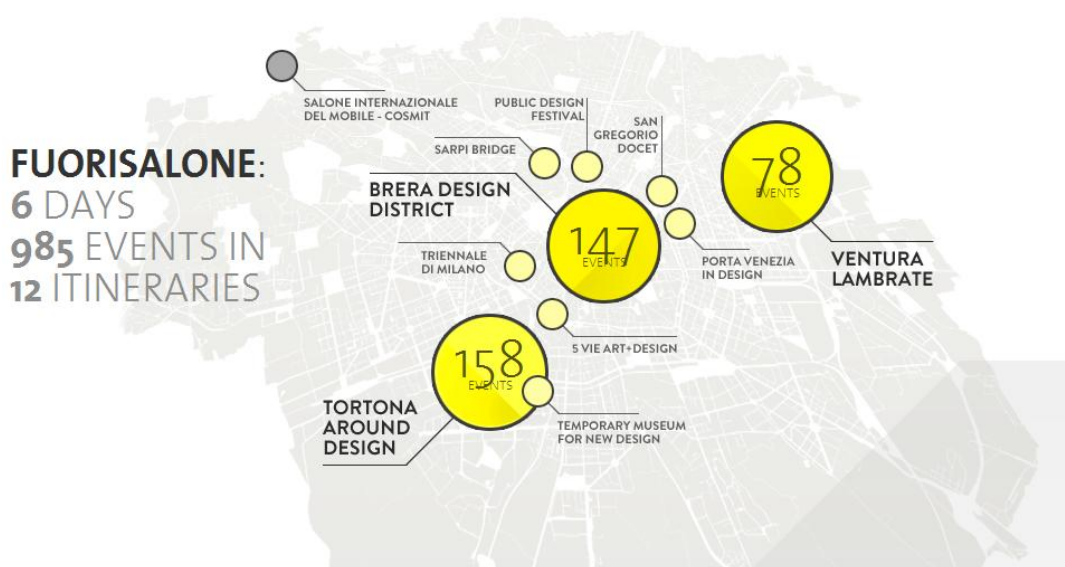 FUORISALONE:
6 DAYS
985 EVENTS IN
12 ITINERARIES
SALONE INTERNAZIONALE
DEL MOBILE - COSMIT
PUBLIC DESIGN
FESTIVAL
SAN
GREGORIO
DOCET
SARPI BRIDGE
BRERA DESIGN
DISTRICT
78
EVENTS
147
EVENTS
TRIENNALE
DI MILANO
PORTA VENEZIA
IN DESIGN
VENTURA
LAMBRATE
5 VIE ART+DESIGN
158
EVENTS
TORTONA
AROUND
DESIGN
TEMPORARY MUSEUM
FOR NEW DESIGN